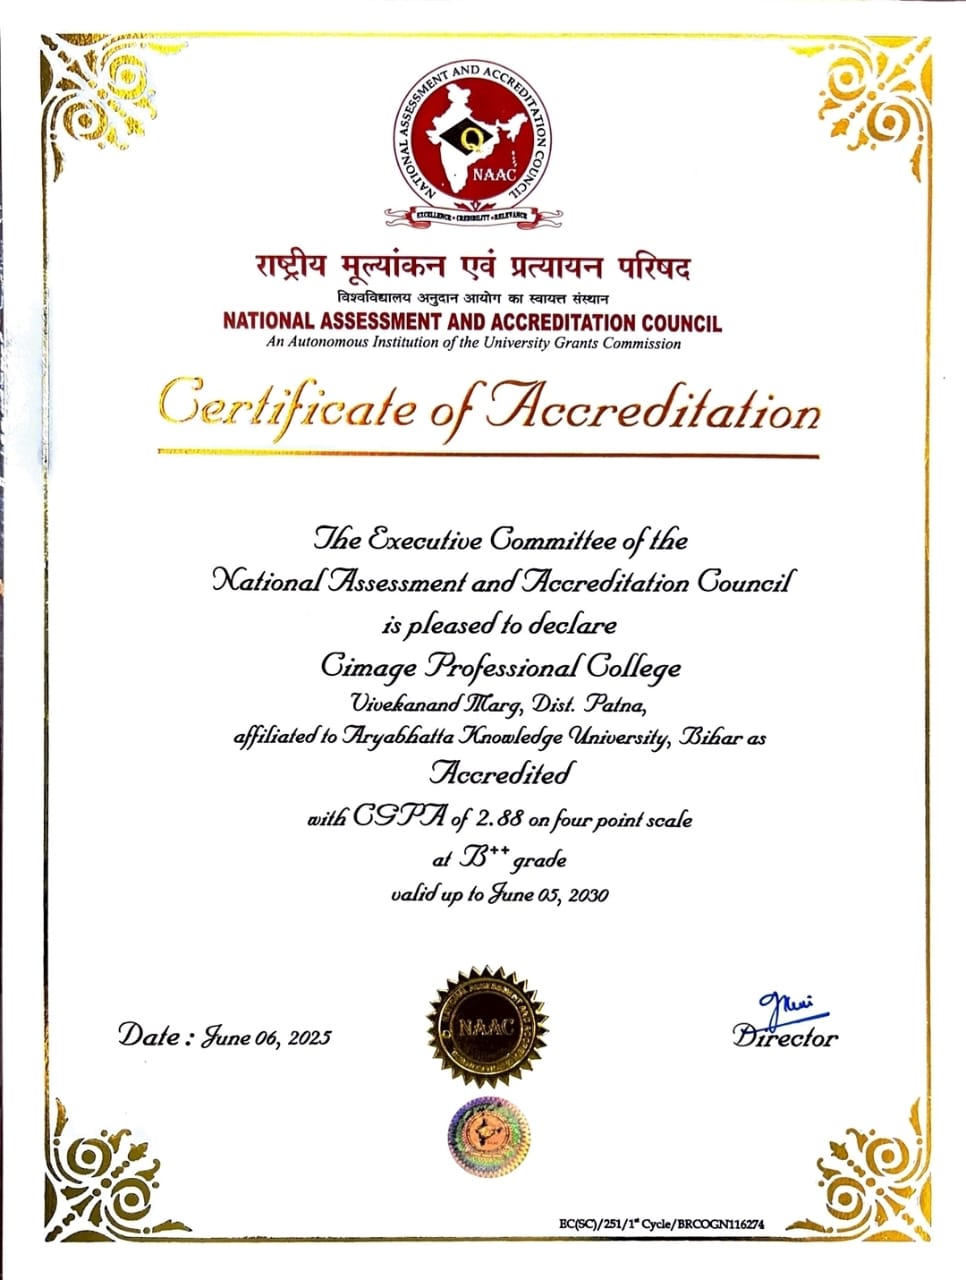 NATIONAL ASSESSMENT AND ACCREDITATION COUNCIL
Q
NAAC
EXCELLENCE • CREDIBILITY • RELEVANCE
राष्ट्रीय मूल्यांकन एवं प्रत्यायन परिषद
विश्वविद्यालय अनुदान आयोग का स्वायत्त संस्थान
NATIONAL ASSESSMENT AND ACCREDITATION COUNCIL
An Autonomous Institution of the University Grants Commission
Certificate of Accreditation
The Executive Committee of the
National Assessment and Accreditation Council
is pleased to declare
Cimage Professional College
Vivekanand Marg, Dist. Patna,
affiliated to Aryabhatta Knowledge University, Bihar as
Accredited
with CGPA of 2.88 on four point scale
at B⁺⁺ grade
valid up to June 05, 2030
Date : June 06, 2025
NAAC
Director
EC(SC)/251/1ˢᵗ Cycle/BRCOGN116274